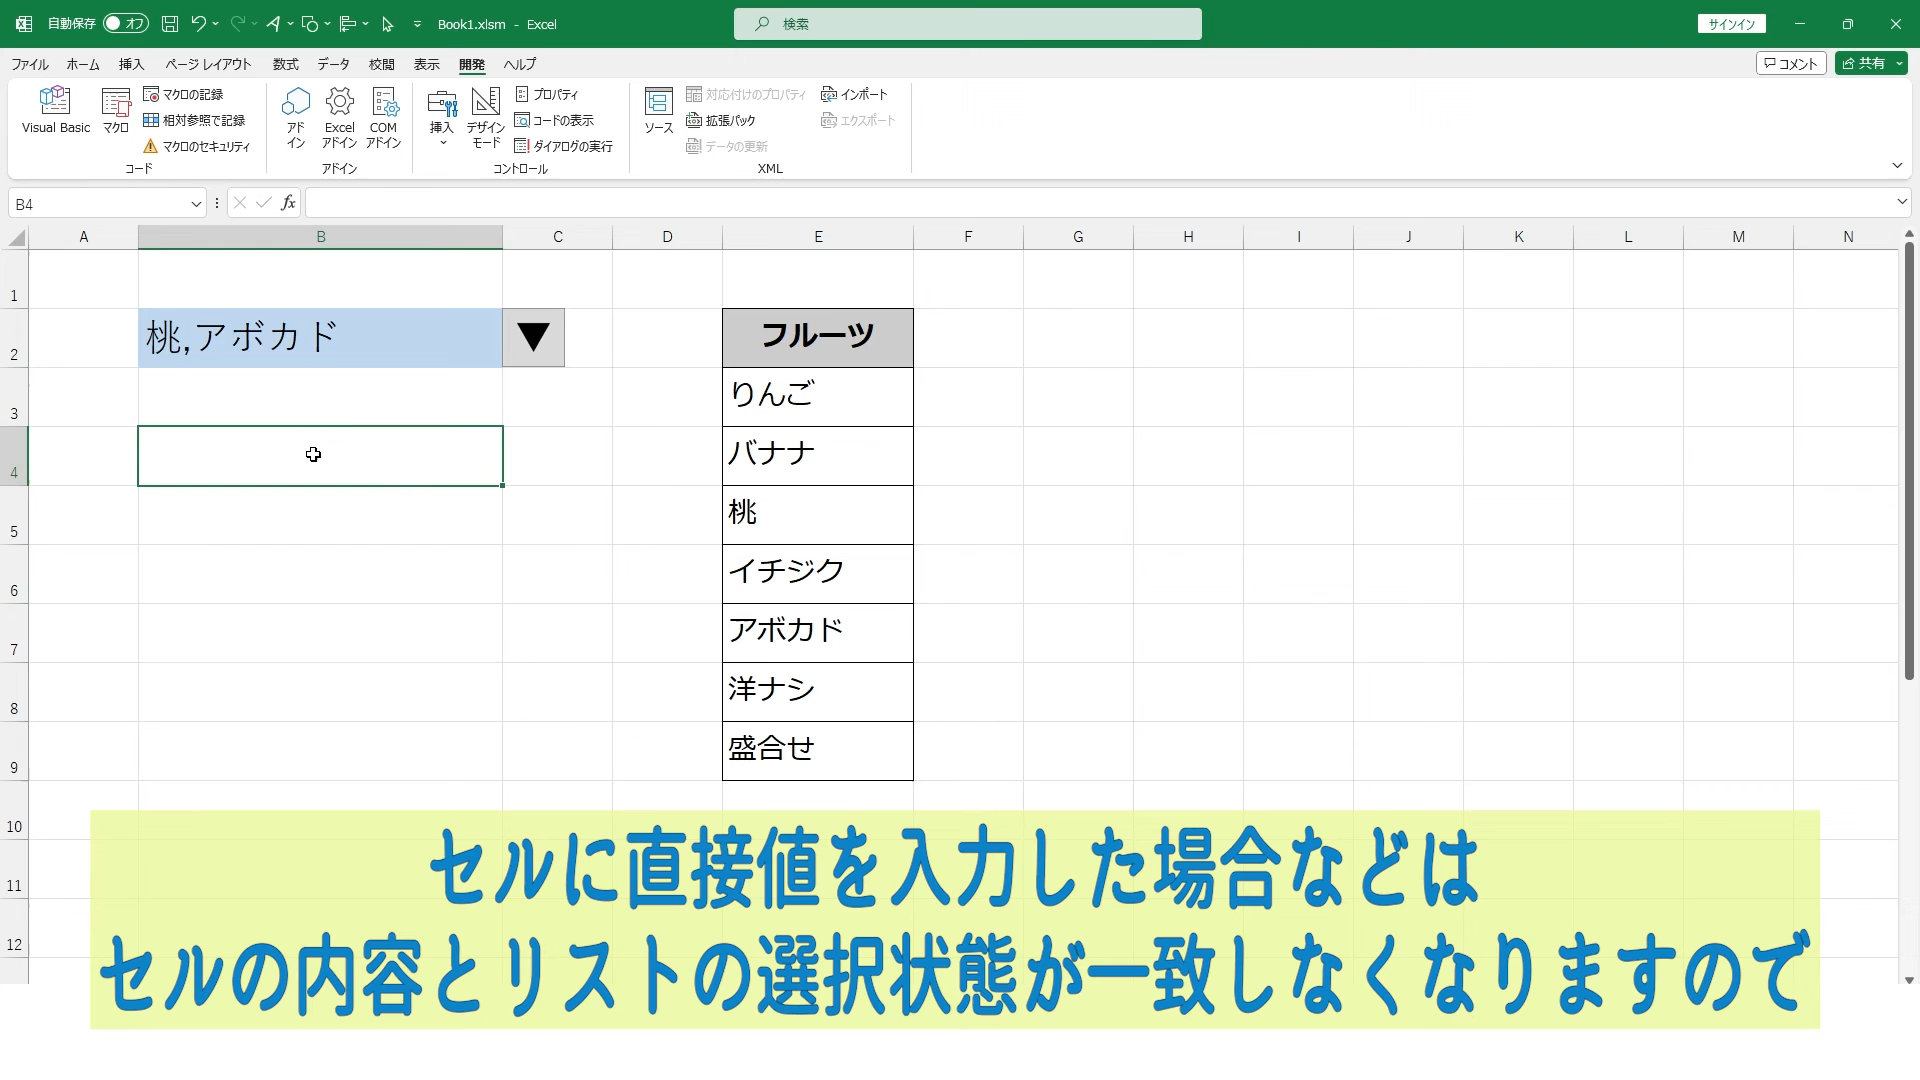 自動保存 オフ Book1.xlsm - Excel 検索 サインイン
ファイル ホーム 挿入 ページ レイアウト 数式 データ 校閲 表示 開発 ヘルプ コメント 共有
Visual Basic
マクロ
マクロの記録
相対参照で記録
マクロのセキュリティ
コード
アド
イン
Excel
アドイン
COM
アドイン
アドイン
挿入
デザイン
モード
プロパティ
コードの表示
ダイアログの実行
コントロール
ソース
対応付けのプロパティ
拡張パック
データの更新
インポート
エクスポート
XML
B4 fx
A B C D E F G H I J K L M N
1
2 桃,アボカド ▼ フルーツ
3 りんご
4 バナナ
5 桃
6 イチジク
7 アボカド
8 洋ナシ
9 盛合せ
10
11
12
セルに直接値を入力した場合などは
セルの内容とリストの選択状態が一致しなくなりますので